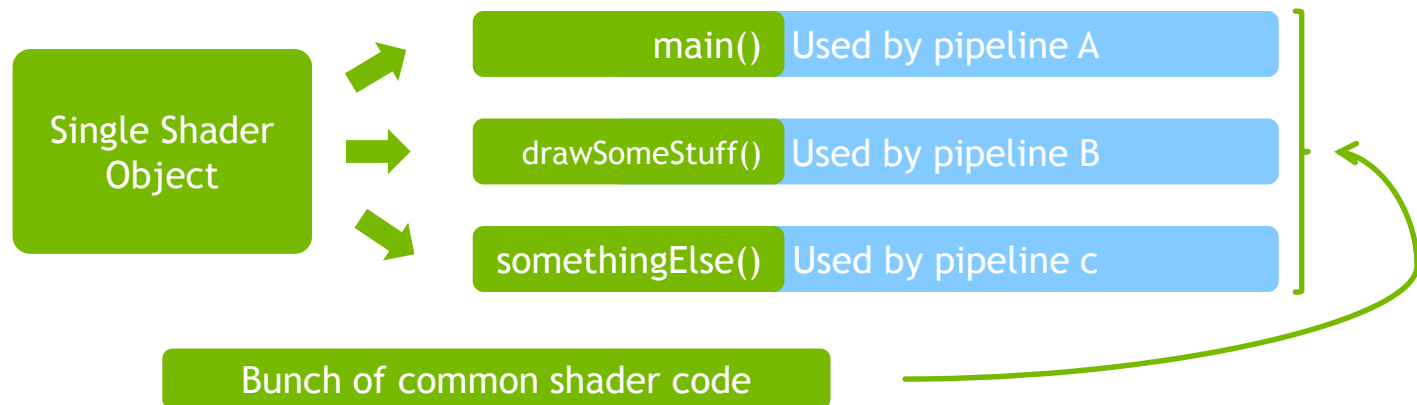 Single Shader
Object
main() Used by pipeline A
drawSomeStuff() Used by pipeline B
somethingElse() Used by pipeline c
Bunch of common shader code